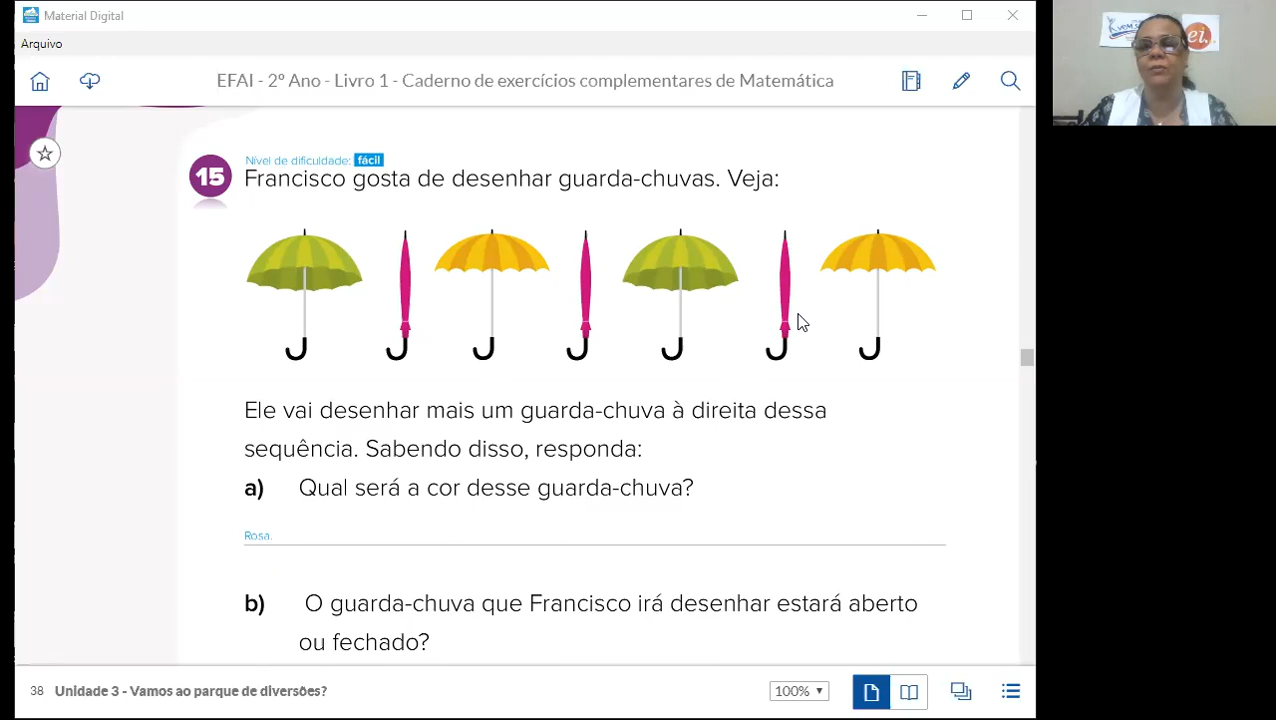 Material Digital
Arquivo
EFAI - 2º Ano - Livro 1 - Caderno de exercícios complementares de Matemática
15
Nível de dificuldade: fácil
Francisco gosta de desenhar guarda-chuvas. Veja:
Ele vai desenhar mais um guarda-chuva à direita dessa
sequência. Sabendo disso, responda:
a) Qual será a cor desse guarda-chuva?
Rosa.
b) O guarda-chuva que Francisco irá desenhar estará aberto
ou fechado?
38 Unidade 3 - Vamos ao parque de diversões?
100%
ei.